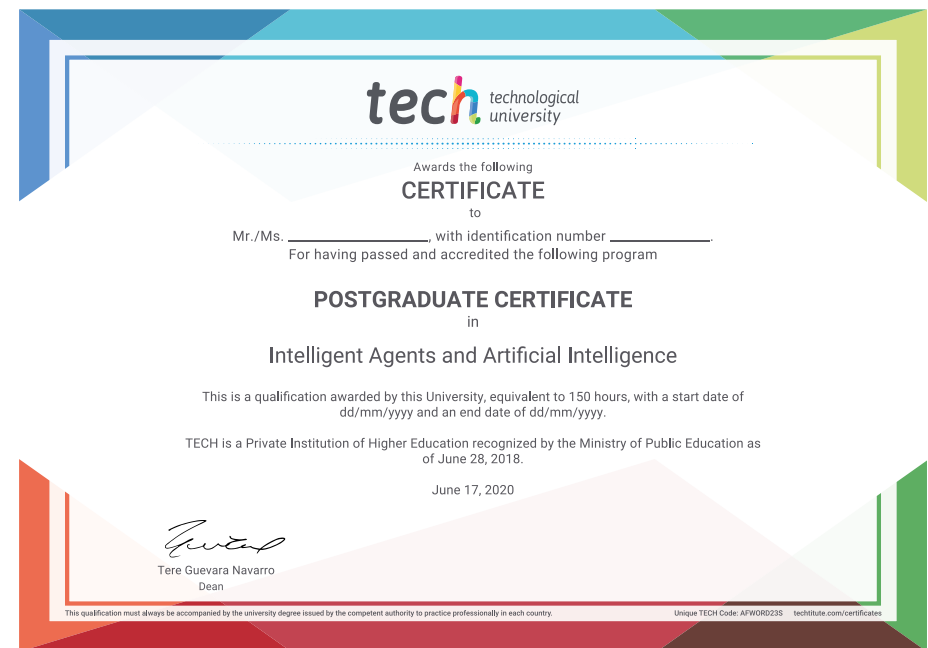 tech technological
university
Awards the following
CERTIFICATE
to
Mr./Ms. ____________________, with identification number ______________.
For having passed and accredited the following program
POSTGRADUATE CERTIFICATE
in
Intelligent Agents and Artificial Intelligence
This is a qualification awarded by this University, equivalent to 150 hours, with a start date of
dd/mm/yyyy and an end date of dd/mm/yyyy.
TECH is a Private Institution of Higher Education recognized by the Ministry of Public Education as
of June 28, 2018.
June 17, 2020
Tere Guevara Navarro
Dean
This qualification must always be accompanied by the university degree issued by the competent authority to practice professionally in each country. Unique TECH Code: AFWORD23S techtitute.com/certificates